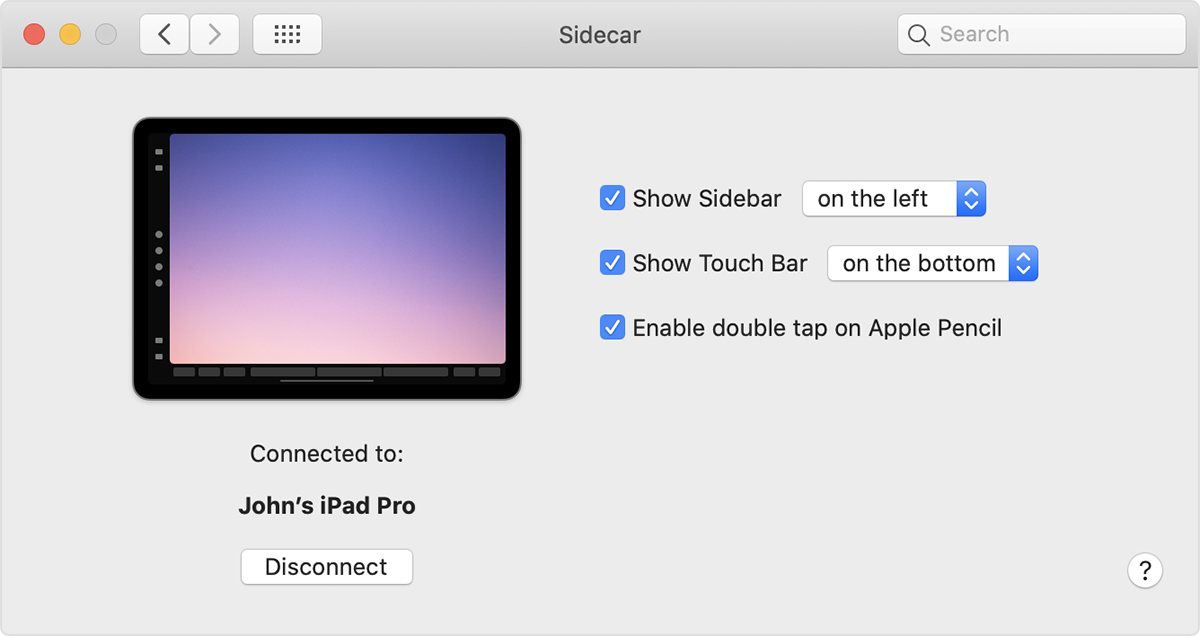 Sidecar
Search
Show Sidebar on the left
Show Touch Bar on the bottom
Enable double tap on Apple Pencil
Connected to:
John’s iPad Pro
Disconnect
?